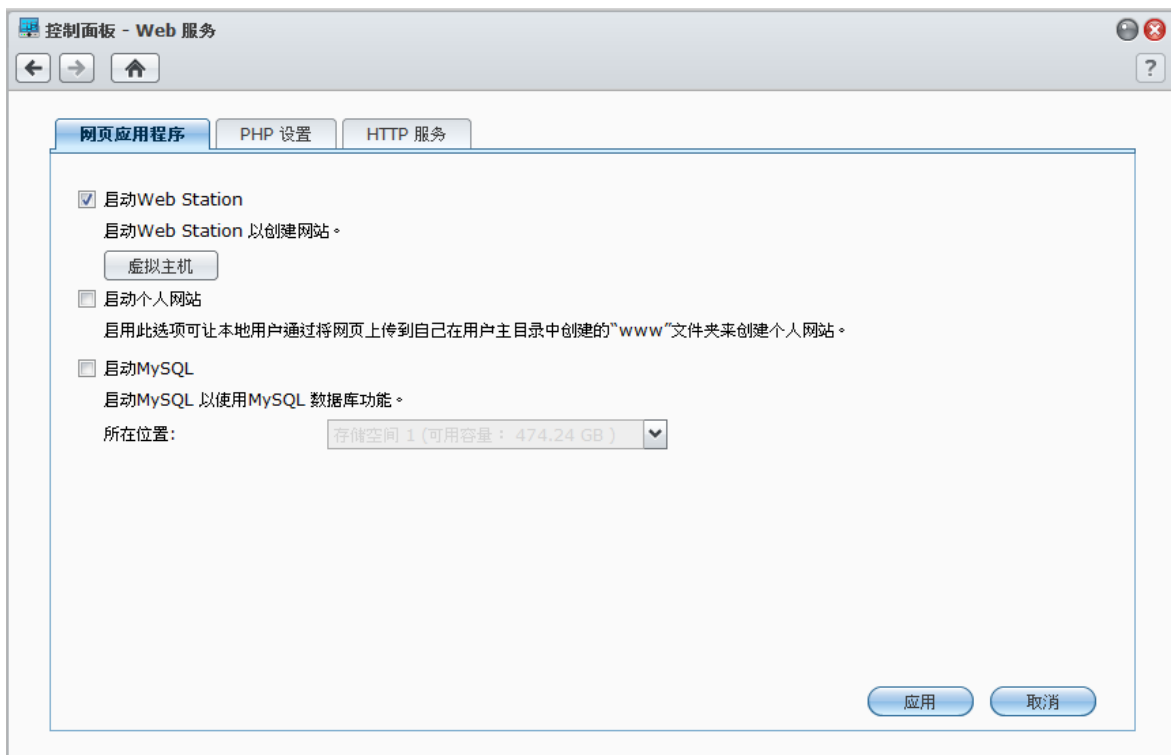 控制面板 - Web 服务
?
网页应用程序 PHP 设置 HTTP 服务
启动Web Station
启动Web Station 以创建网站。
虚拟主机
启动个人网站
启用此选项可让本地用户通过将网页上传到自己在用户主目录中创建的“www”文件夹来创建个人网站。
启动MySQL
启动MySQL 以使用MySQL 数据库功能。
所在位置: 存储空间 1 (可用容量： 474.24 GB )
应用 取消